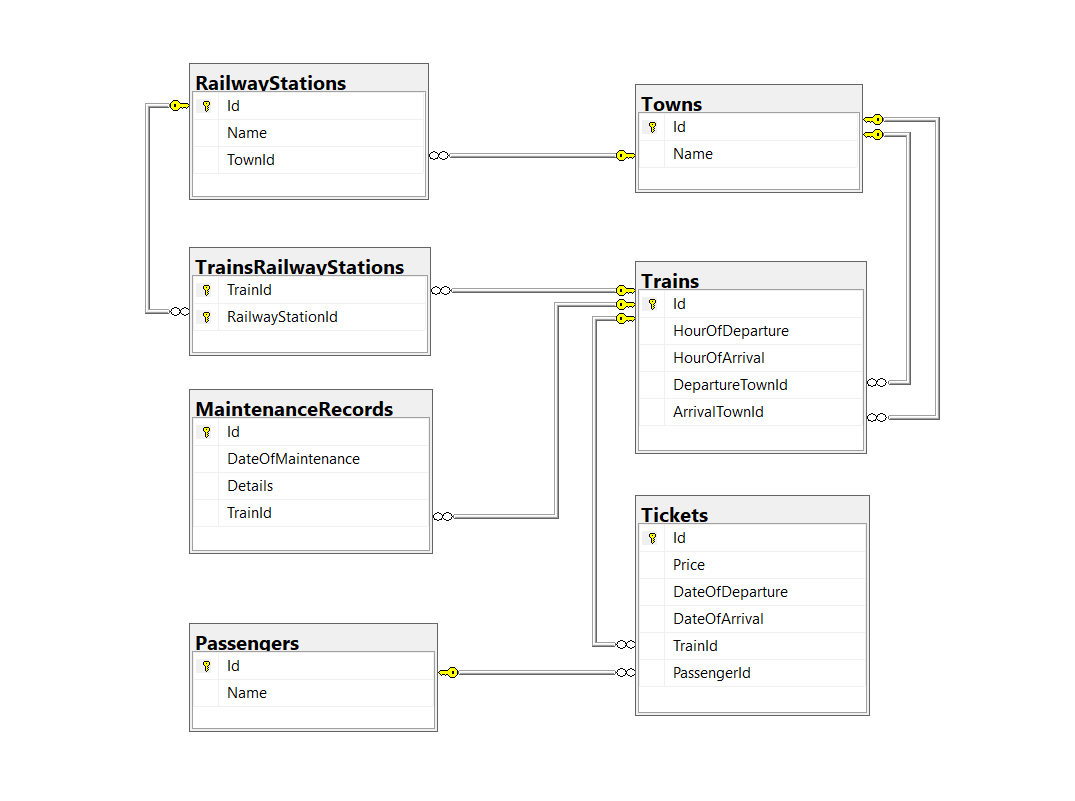 RailwayStations
Id
Name
TownId
Towns
Id
Name
TrainsRailwayStations
TrainId
RailwayStationId
Trains
Id
HourOfDeparture
HourOfArrival
DepartureTownId
ArrivalTownId
MaintenanceRecords
Id
DateOfMaintenance
Details
TrainId
Tickets
Id
Price
DateOfDeparture
DateOfArrival
TrainId
PassengerId
Passengers
Id
Name